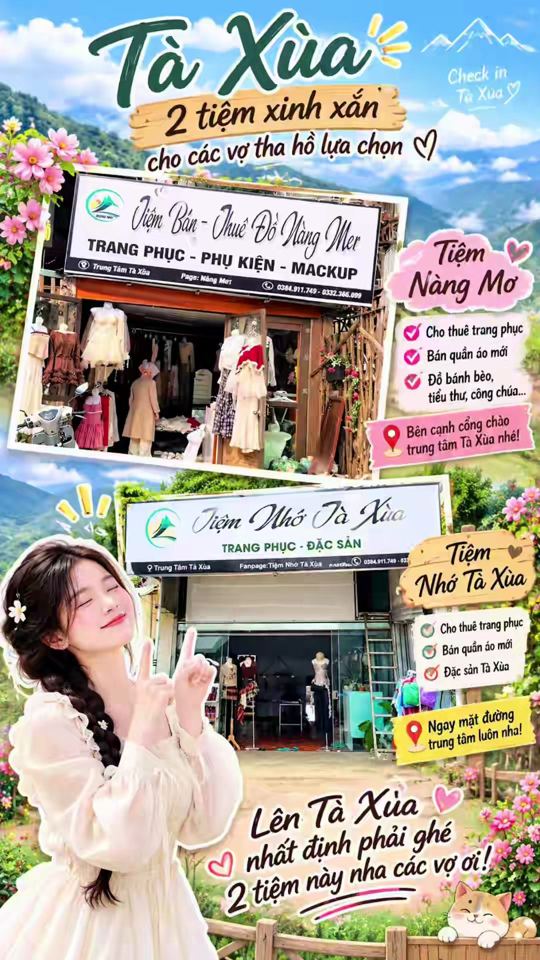 Tà Xùa
2 tiệm xinh xắn
cho các vợ tha hồ lựa chọn
Check in
Tà Xùa
Tiệm Bán - Thuê Đồ Nàng Mer
TRANG PHỤC - PHỤ KIỆN - MACKUP
Trung Tâm Tà Xùa
Page: Nàng Mơ
0384.911.749 - 0332.366.099
Tiệm
Nàng Mơ
Cho thuê trang phục
Bán quần áo mới
Đồ bánh bèo,
tiểu thư, công chúa...
Bên cạnh cổng chào
trung tâm Tà Xùa nhé!
Tiệm Nhớ Tà Xùa
TRANG PHỤC - ĐẶC SẢN
Trung Tâm Tà Xùa
Fanpage:Tiệm Nhớ Tà Xùa
0384.911.749 - 033
Tiệm
Nhớ Tà Xùa
Cho thuê trang phục
Bán quần áo mới
Đặc sản Tà Xùa
Ngay mặt đường
trung tâm luôn nha!
Lên Tà Xùa
nhất định phải ghé
2 tiệm này nha các vợ ơi!